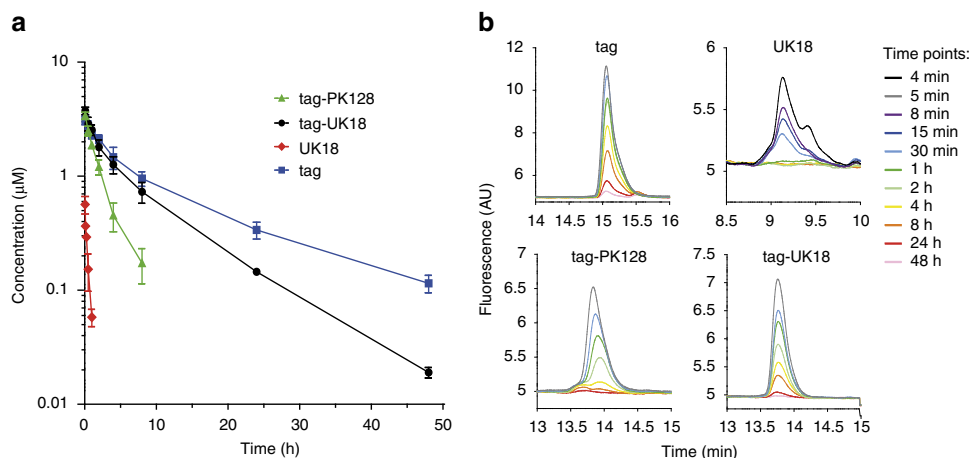 a
Concentration (μM)
10
1
0.1
0.01
0
10
20
30
40
50
Time (h)
tag-PK128
tag-UK18
UK18
tag
b
Fluorescence (AU)
tag
12
10
8
6
14
14.5
15
15.5
16
UK18
6
5.5
5
8.5
9
9.5
10
tag-PK128
7
6.5
6
5.5
5
13
13.5
14
14.5
15
tag-UK18
7.5
7
6.5
6
5.5
5
13
13.5
14
14.5
15
Time (min)
Time points:
4 min
5 min
8 min
15 min
30 min
1 h
2 h
4 h
8 h
24 h
48 h